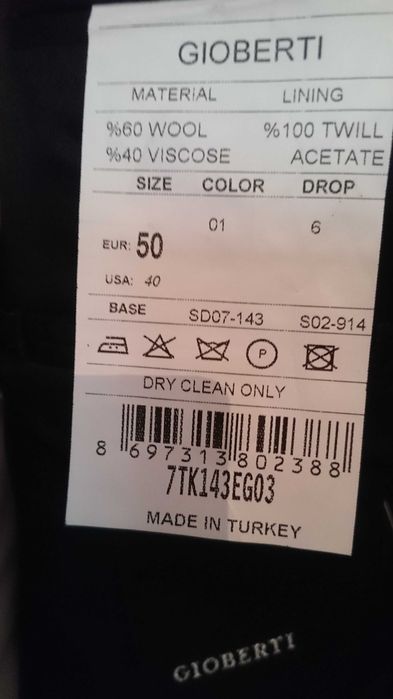 GIOBERTI
MATERIAL LINING
%60 WOOL %100 TWILL
%40 VISCOSE ACETATE
SIZE COLOR DROP
01 6
EUR: 50
USA: 40
BASE SD07-143 S02-914
P
DRY CLEAN ONLY
8 697313 802388
7TK143EG03
MADE IN TURKEY
GIOBERTI